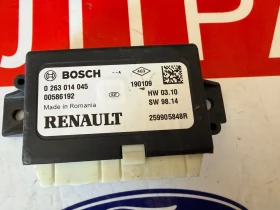 BOSCH
190109
0 263 014 045
00586192
HW 03.10
Made in Romania
SW 98.14
RENAULT
259905848R